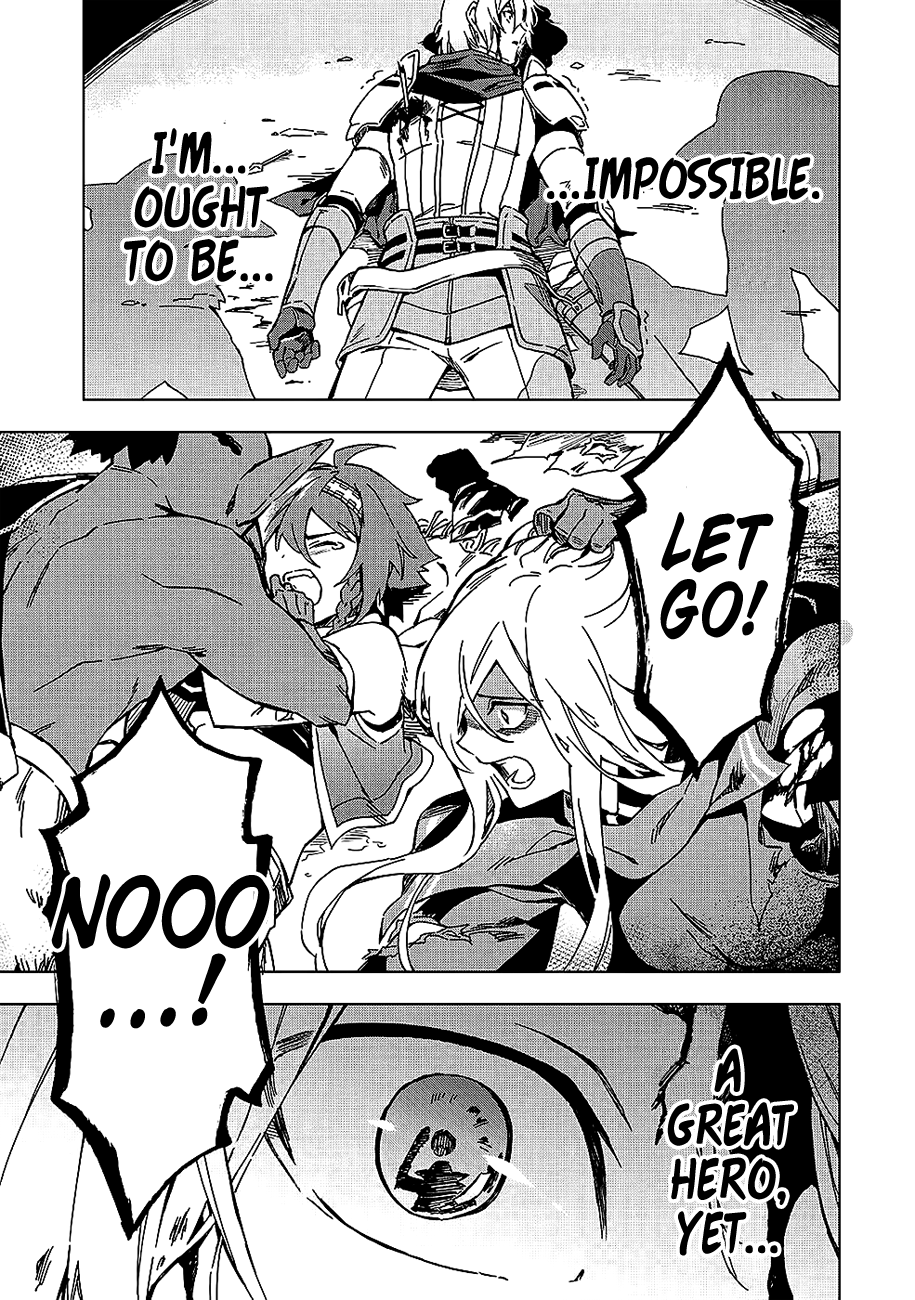 ...IMPOSSIBLE.
I'M...
OUGHT
TO BE...
LET
GO!
NOOO
...!
A
GREAT
HERO,
YET...